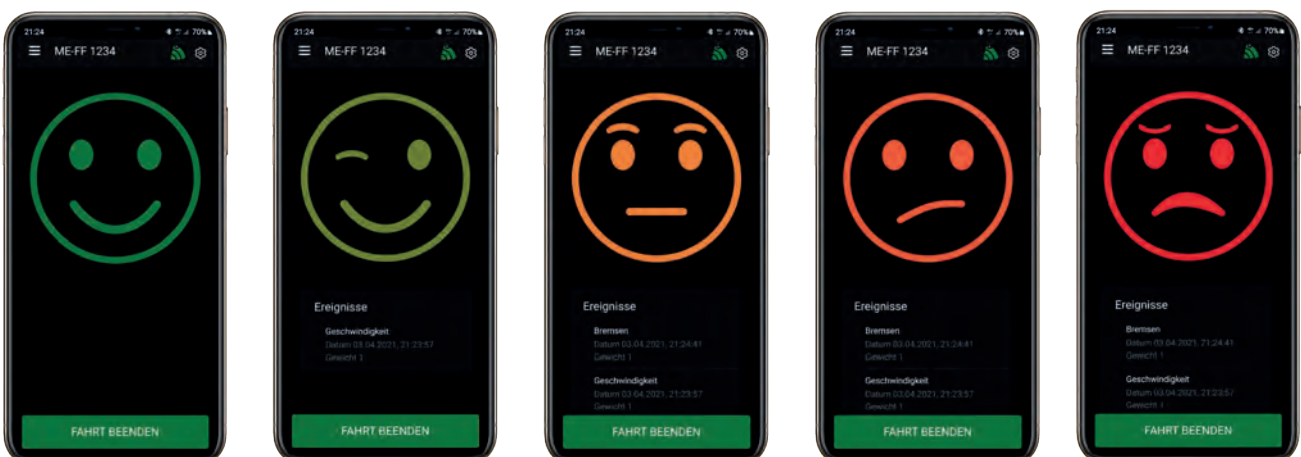 21:24
70%
ME-FF 1234
FAHRT BEENDEN
21:24
70%
ME-FF 1234
Ereignisse
Geschwindigkeit
Datum 03.04.2021, 21:23:57
Gewicht 1
FAHRT BEENDEN
21:24
70%
ME-FF 1234
Ereignisse
Bremsen
Datum 03.04.2021, 21:24:41
Gewicht 1
Geschwindigkeit
Datum 03.04.2021, 21:23:57
Gewicht 1
FAHRT BEENDEN
21:24
70%
ME-FF 1234
Ereignisse
Bremsen
Datum 03.04.2021, 21:24:41
Gewicht 1
Geschwindigkeit
Datum 03.04.2021, 21:23:57
Gewicht 1
FAHRT BEENDEN
21:24
70%
ME-FF 1234
Ereignisse
Bremsen
Datum 03.04.2021, 21:24:41
Gewicht 1
Geschwindigkeit
Datum 03.04.2021, 21:23:57
Gewicht 1
FAHRT BEENDEN